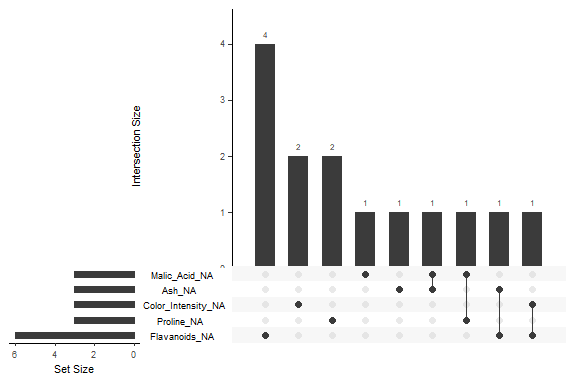 4
4
3
2
2
2
1
1
1
1
1
1
1
0
Intersection Size
Malic_Acid_NA
Ash_NA
Color_Intensity_NA
Proline_NA
Flavanoids_NA
6
4
2
0
Set Size